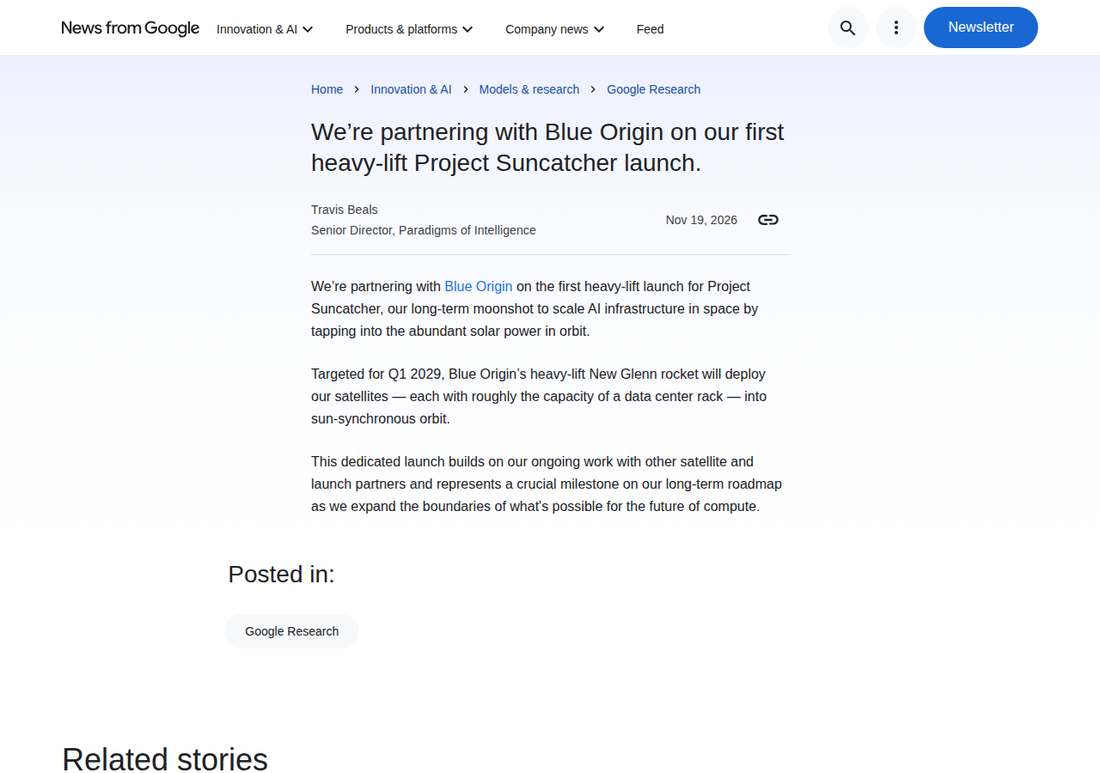 News from Google
Innovation & AI
Products & platforms
Company news
Feed
Newsletter
Home > Innovation & AI > Models & research > Google Research
We’re partnering with Blue Origin on our first
heavy-lift Project Suncatcher launch.
Travis Beals
Senior Director, Paradigms of Intelligence
Nov 19, 2026
We’re partnering with Blue Origin on the first heavy-lift launch for Project
Suncatcher, our long-term moonshot to scale AI infrastructure in space by
tapping into the abundant solar power in orbit.
Targeted for Q1 2029, Blue Origin’s heavy-lift New Glenn rocket will deploy
our satellites — each with roughly the capacity of a data center rack — into
sun-synchronous orbit.
This dedicated launch builds on our ongoing work with other satellite and
launch partners and represents a crucial milestone on our long-term roadmap
as we expand the boundaries of what's possible for the future of compute.
Posted in:
Google Research
Related stories